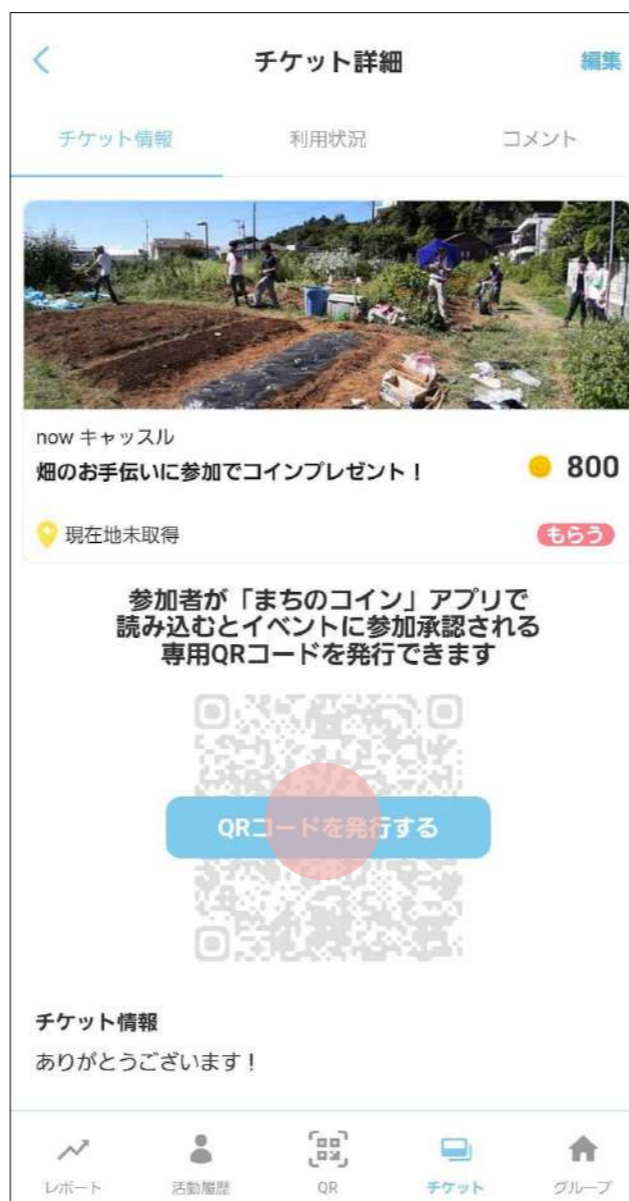 チケット詳細
編集
チケット情報
利用状況
コメント
now キャッスル
畑のお手伝いに参加でコインプレゼント！
800
現在地未取得
もらう
参加者が「まちのコイン」アプリで
読み込むとイベントに参加承認される
専用QRコードを発行できます
QRコードを発行する
チケット情報
ありがとうございます！
レポート
活動履歴
QR
チケット
グループ